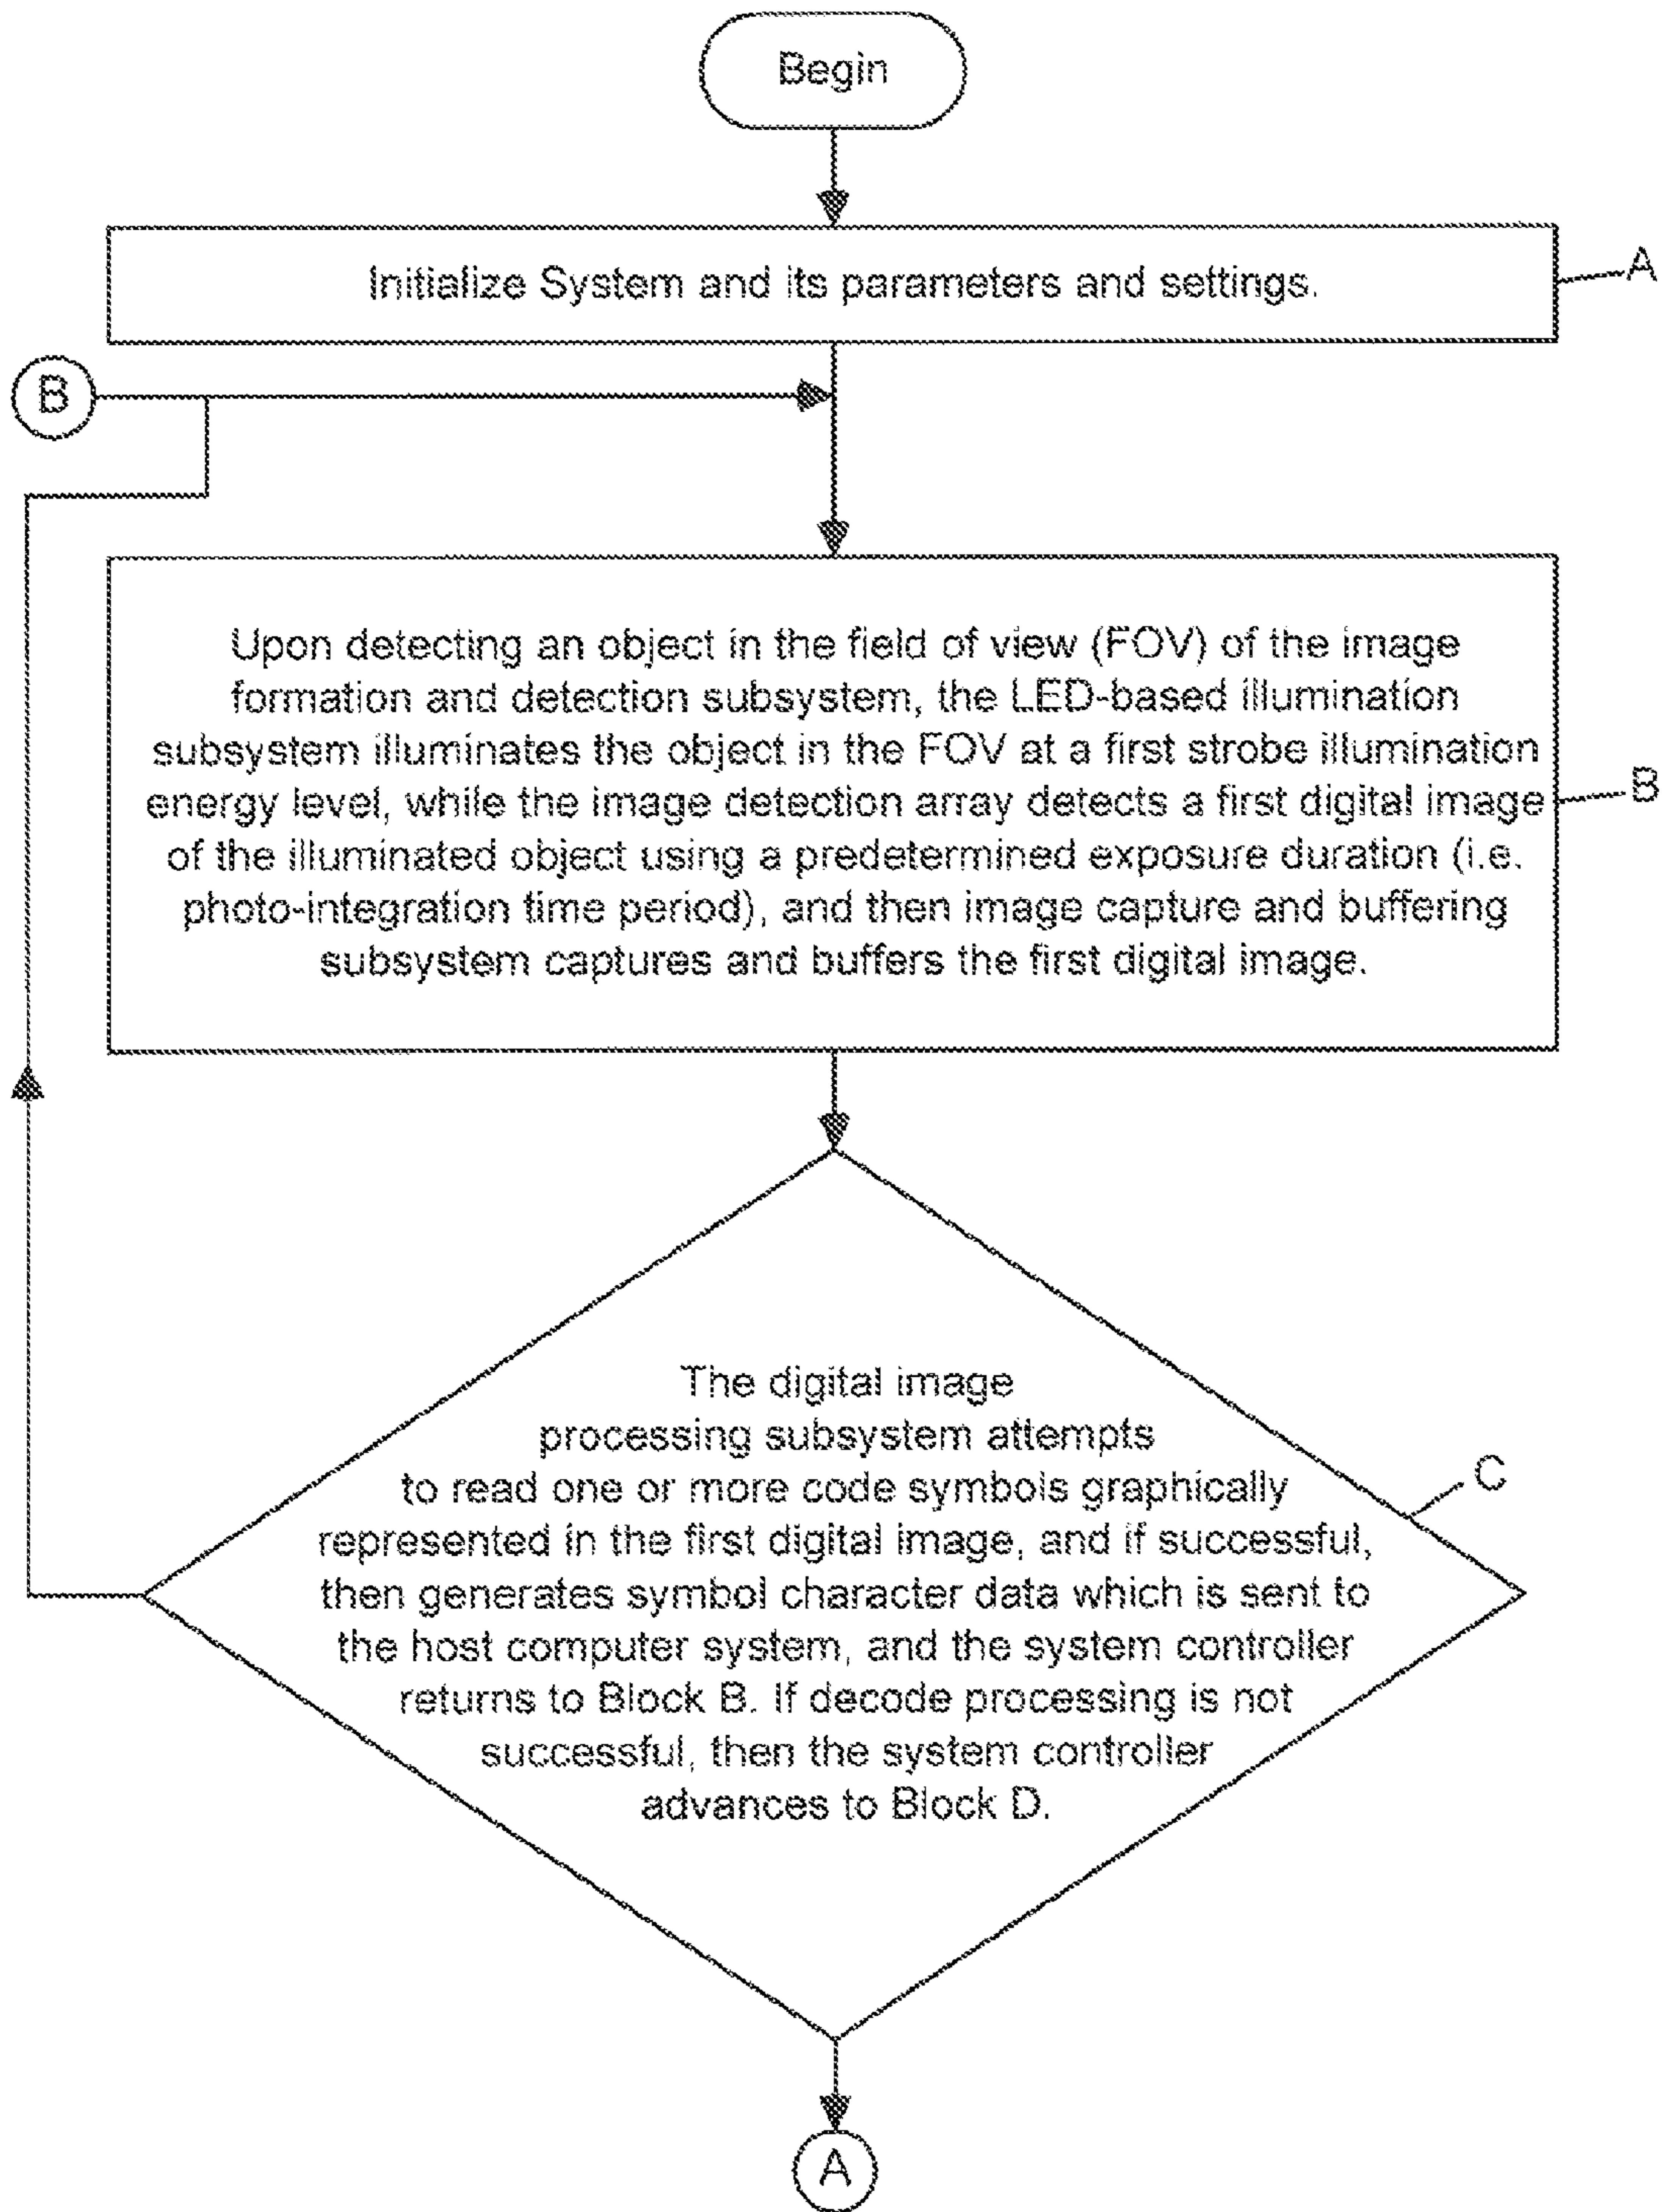 Begin
Initialize System and its parameters and settings.
A
B
Upon detecting an object in the field of view (FOV) of the image
formation and detection subsystem, the LED-based illumination
subsystem illuminates the object in the FOV at a first strobe illumination
energy level, while the image detection array detects a first digital image
of the illuminated object using a predetermined exposure duration (i.e.
photo-integration time period), and then image capture and buffering
subsystem captures and buffers the first digital image.
B
The digital image
processing subsystem attempts
to read one or more code symbols graphically
represented in the first digital image, and if successful,
then generates symbol character data which is sent to
the host computer system, and the system controller
returns to Block B. If decode processing is not
successful, then the system controller
advances to Block D.
C
A